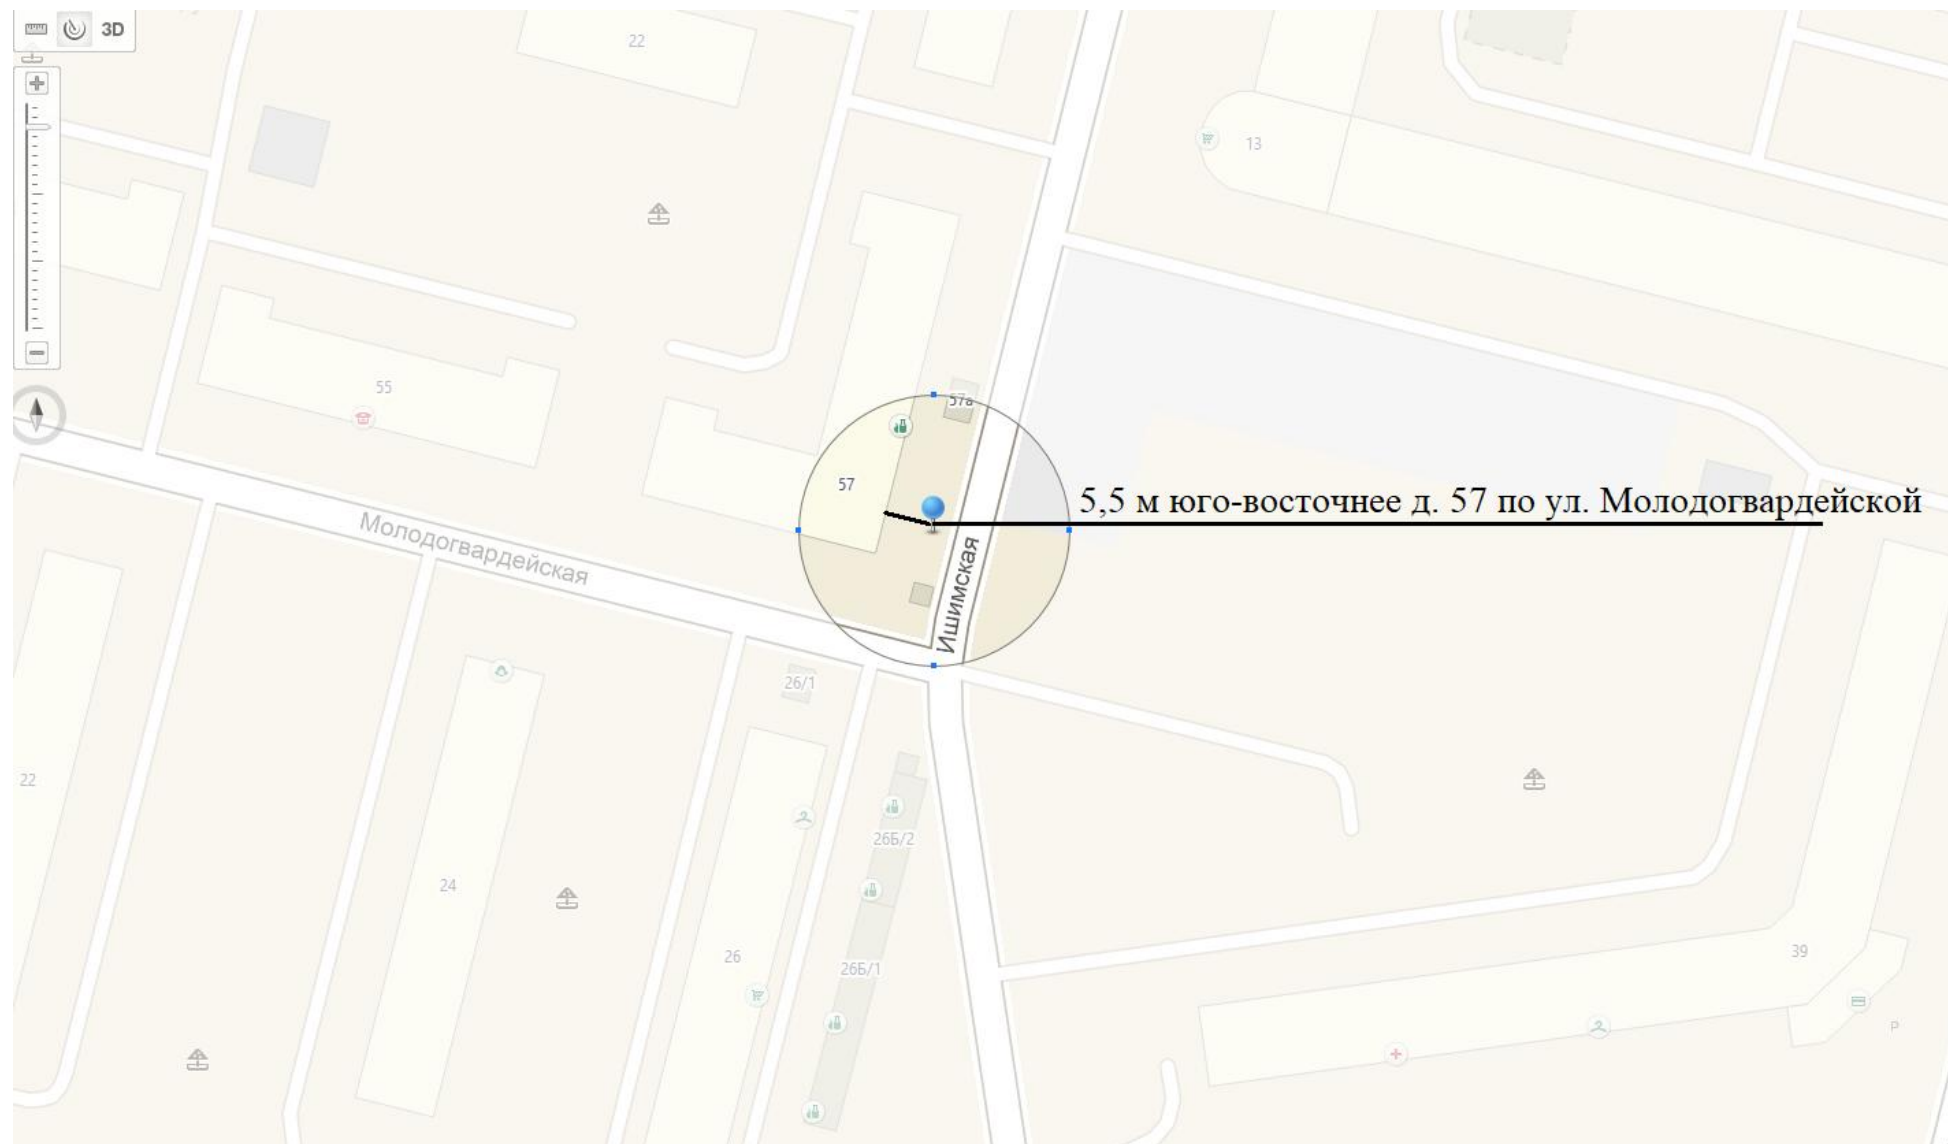 3D
22
13
57а
55
57
5,5 м юго-восточнее д. 57 по ул. Молодогвардейской
Молодогвардейская
Ишимская
26/1
22
26Б/2
24
26
26Б/1
39
P